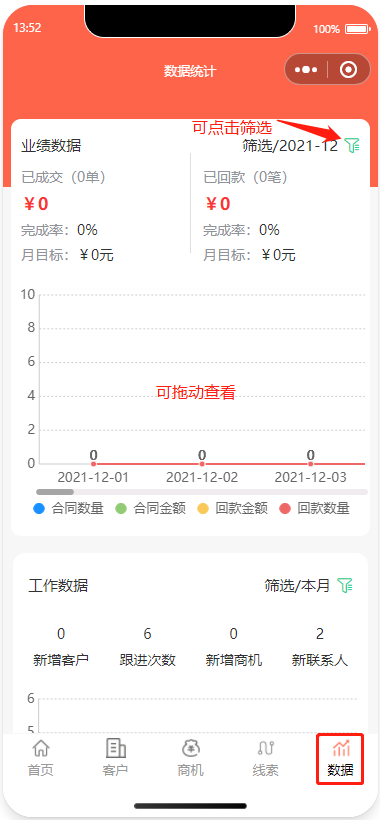 13:52
100%
数据统计
可点击筛选
业绩数据
筛选/2021-12
已成交（0单）
已回款（0笔）
￥0
￥0
完成率：0%
完成率：0%
月目标：￥0元
月目标：￥0元
10
8
6
4
2
0
可拖动查看
0
0
0
2021-12-01
2021-12-02
2021-12-03
合同数量
合同金额
回款金额
回款数量
工作数据
筛选/本月
0
6
0
2
新增客户
跟进次数
新增商机
新联系人
6
5
首页
客户
商机
线索
数据